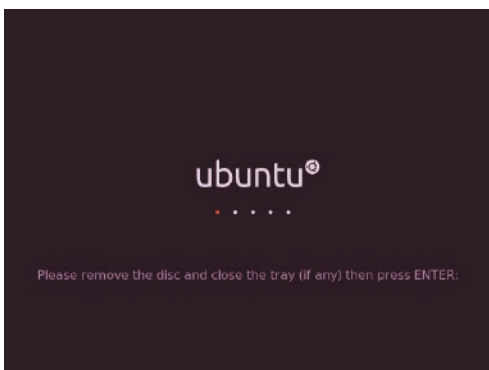 ubuntu
Please remove the disc and close the tray (if any) then press ENTER: